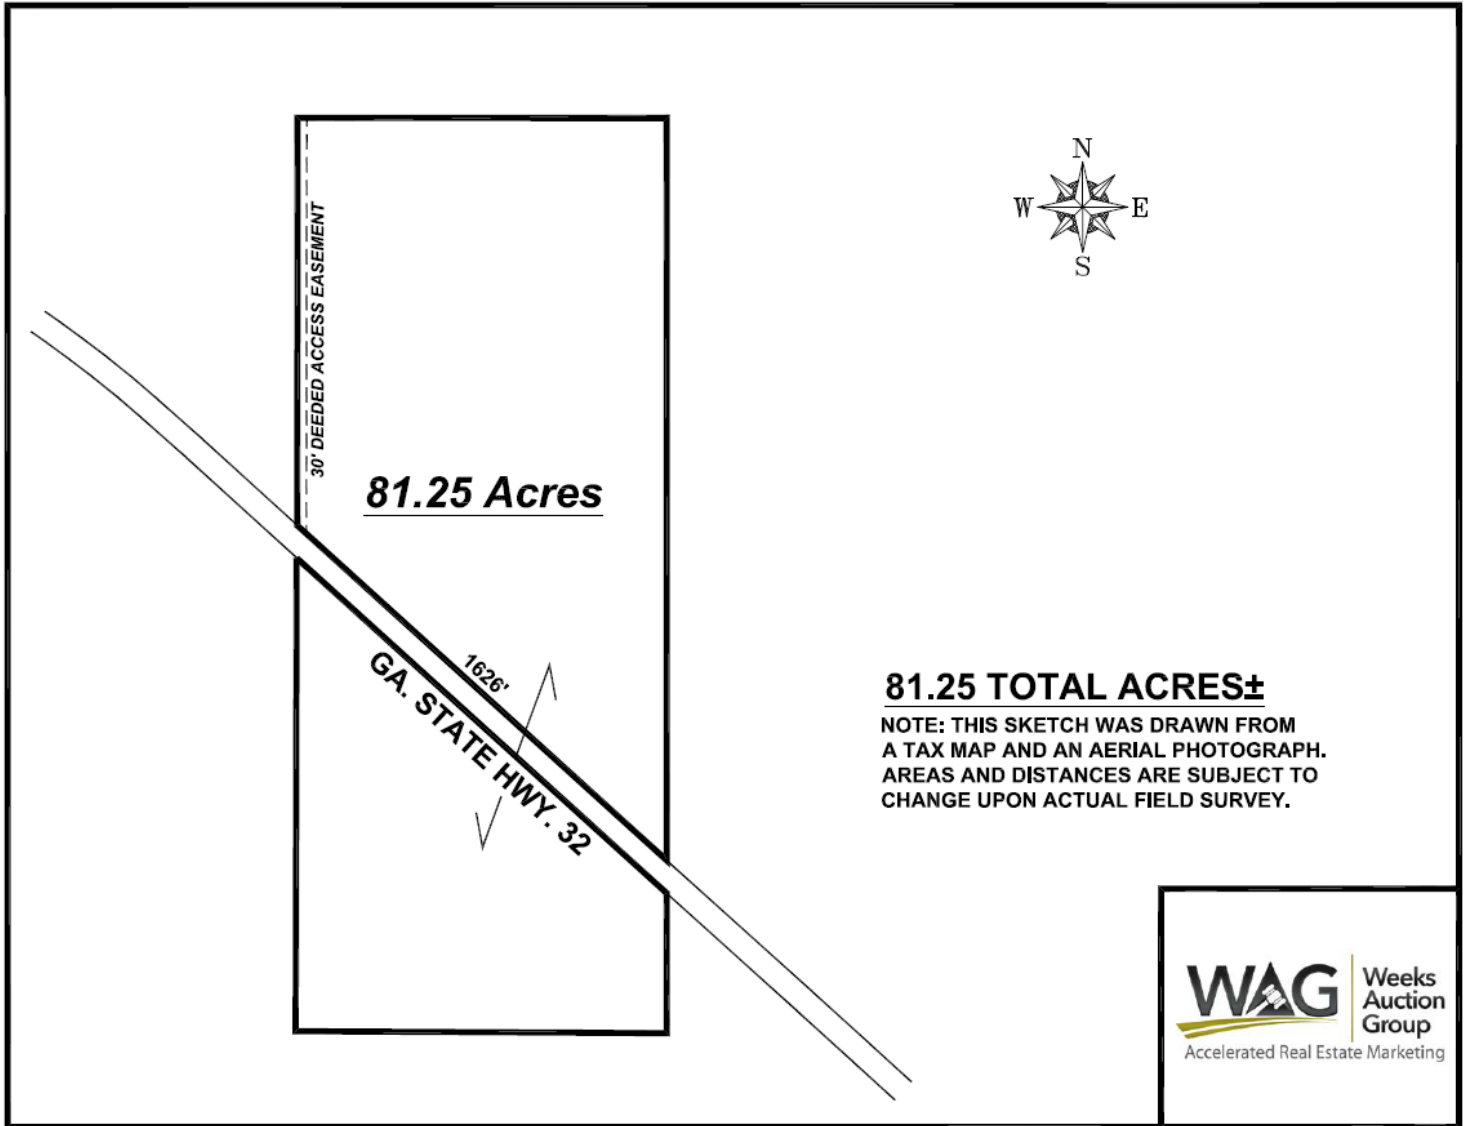 N
W
E
S
30' DEEDED ACCESS EASEMENT
81.25 Acres
1626'
GA. STATE HWY. 32
81.25 TOTAL ACRES±
NOTE: THIS SKETCH WAS DRAWN FROM
A TAX MAP AND AN AERIAL PHOTOGRAPH.
AREAS AND DISTANCES ARE SUBJECT TO
CHANGE UPON ACTUAL FIELD SURVEY.
WAG
Weeks
Auction
Group
Accelerated Real Estate Marketing